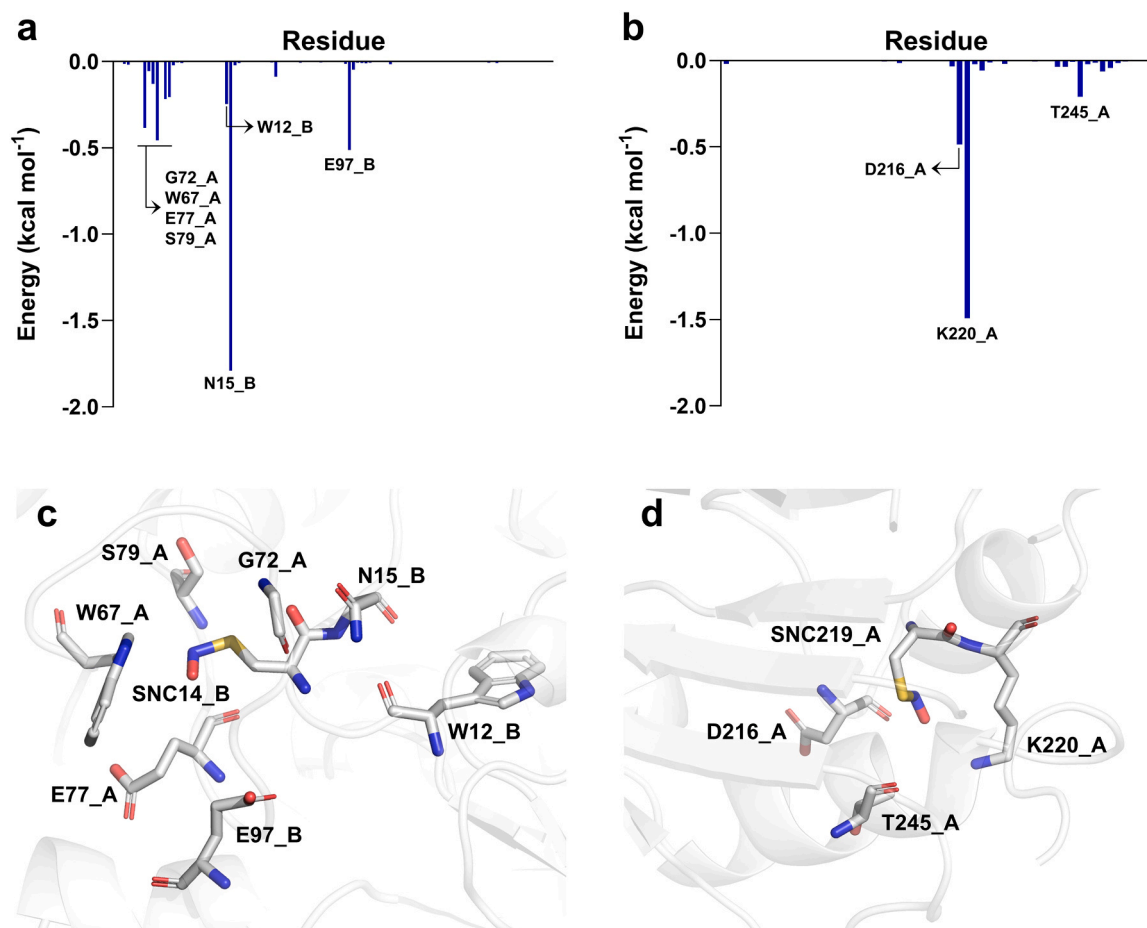 a
Residue
0.0
-0.5
-1.0
-1.5
-2.0
Energy (kcal mol⁻¹)
W12_B
E97_B
G72_A
W67_A
E77_A
S79_A
N15_B
b
Residue
0.0
-0.5
-1.0
-1.5
-2.0
Energy (kcal mol⁻¹)
T245_A
D216_A
K220_A
c
S79_A
G72_A
N15_B
W67_A
SNC14_B
W12_B
E77_A
E97_B
d
SNC219_A
D216_A
K220_A
T245_A